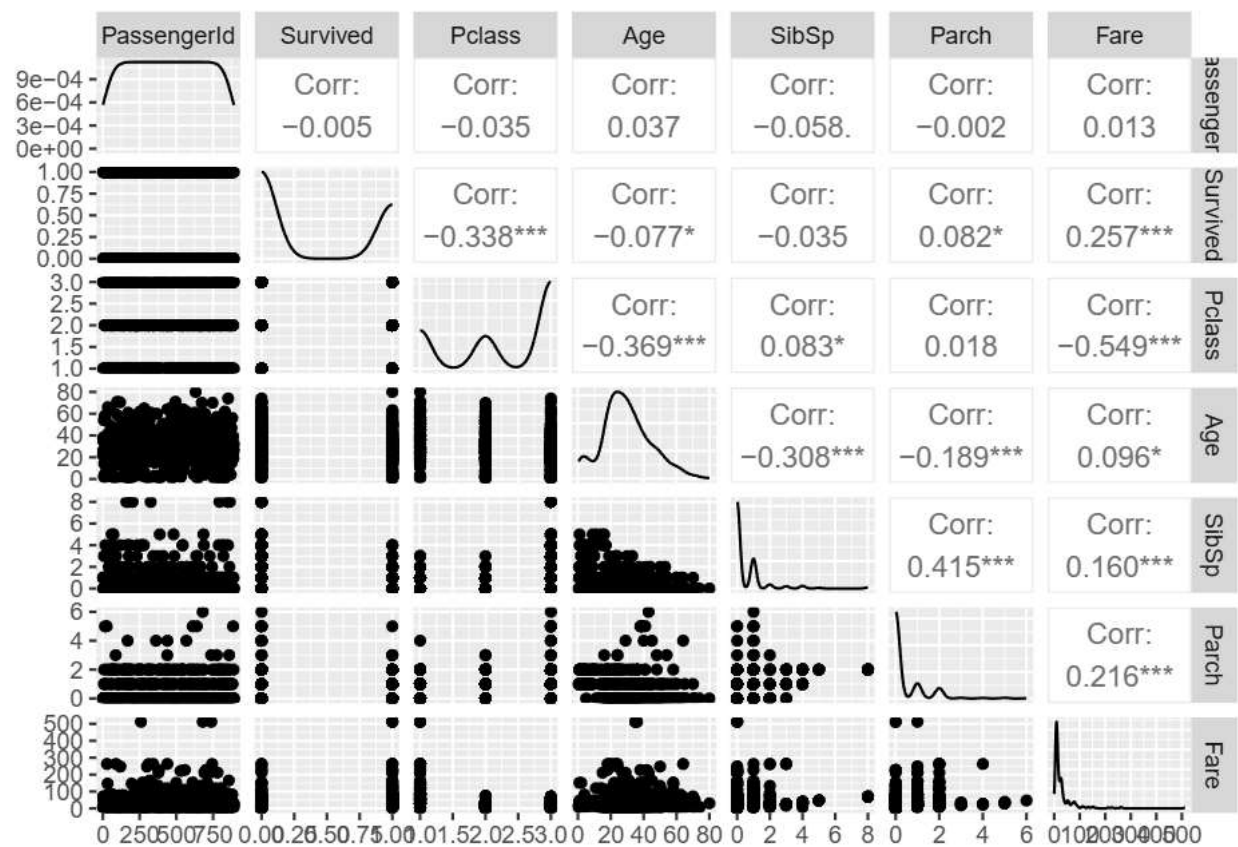 PassengerId Survived Pclass Age SibSp Parch Fare
9e−04
6e−04
3e−04
0e+00
Corr:
−0.005
Corr:
−0.035
Corr:
0.037
Corr:
−0.058.
Corr:
−0.002
Corr:
0.013
assenger
1.00
0.75
0.50
0.25
0.00
Corr:
−0.338***
Corr:
−0.077*
Corr:
−0.035
Corr:
0.082*
Corr:
0.257***
Survived
3.0
2.5
2.0
1.5
1.0
Corr:
−0.369***
Corr:
0.083*
Corr:
0.018
Corr:
−0.549***
Pclass
80
60
40
20
0
Corr:
−0.308***
Corr:
−0.189***
Corr:
0.096*
Age
8
6
4
2
0
Corr:
0.415***
Corr:
0.160***
SibSp
6
4
2
0
Corr:
0.216***
Parch
500
400
300
200
100
0
Fare
0 250 500 750 0.00 0.25 0.50 0.75 1.00 1.0 1.5 2.0 2.5 3.0 0 20 40 60 80 0 2 4 6 8 0 2 4 6 0 100 200 300 400 500